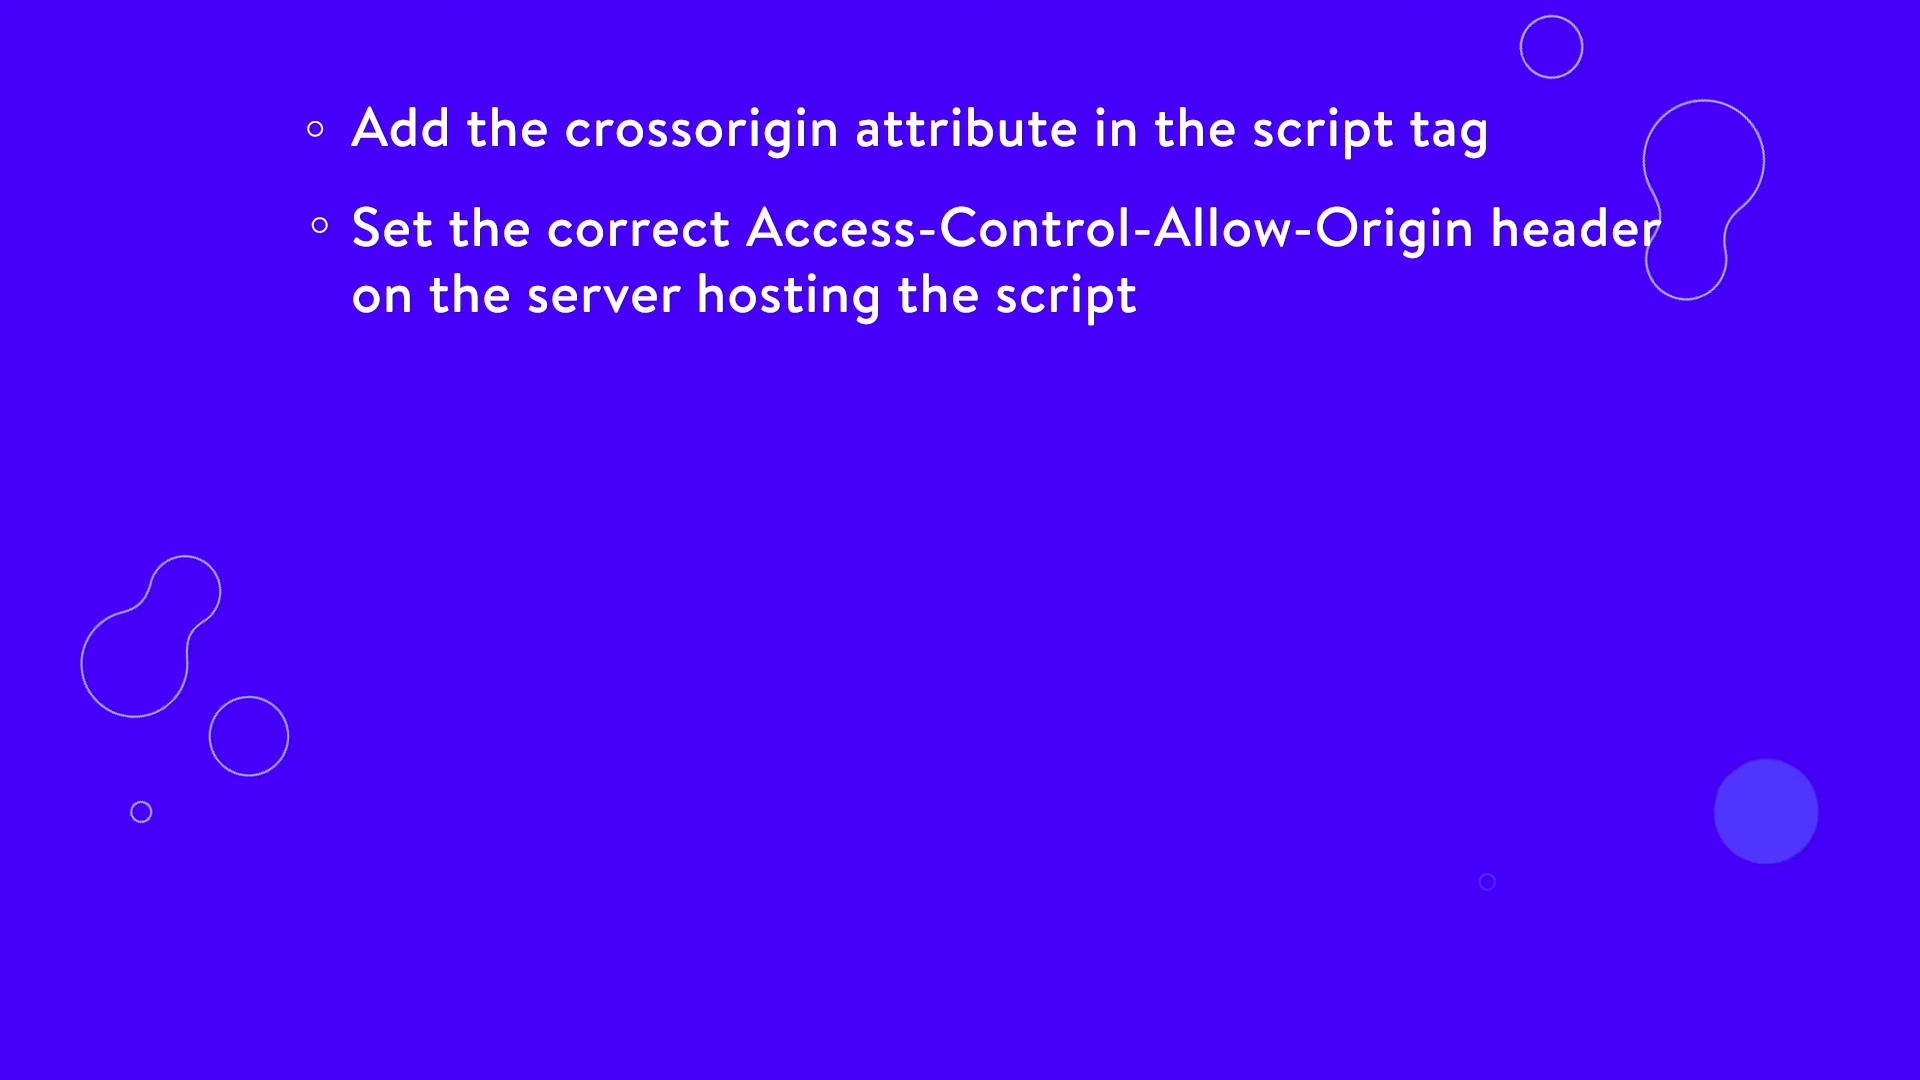 Add the crossorigin attribute in the script tag
Set the correct Access-Control-Allow-Origin header
on the server hosting the script